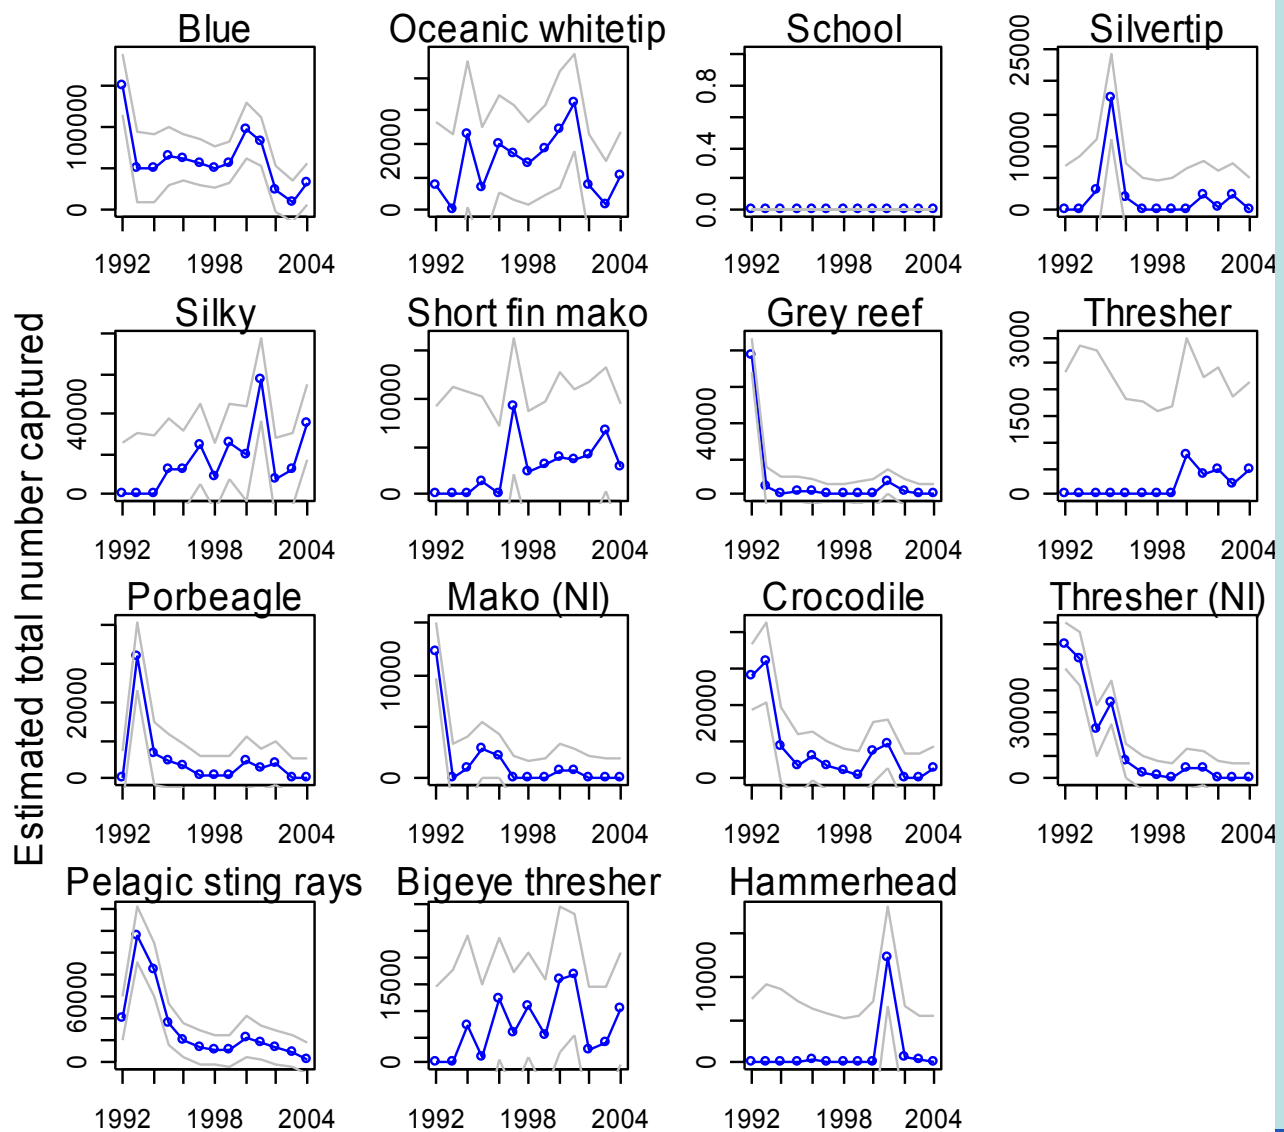 Estimated total number captured
Blue
100000
0
1992 1998 2004
Oceanic whitetip
20000
0
1992 1998 2004
School
0.8
0.4
0.0
1992 1998 2004
Silvertip
25000
10000
0
1992 1998 2004
Silky
40000
0
1992 1998 2004
Short fin mako
10000
0
1992 1998 2004
Grey reef
40000
0
1992 1998 2004
Thresher
3000
1500
0
1992 1998 2004
Porbeagle
20000
0
1992 1998 2004
Mako (NI)
10000
0
1992 1998 2004
Crocodile
20000
0
1992 1998 2004
Thresher (NI)
30000
0
1992 1998 2004
Pelagic sting rays
60000
0
1992 1998 2004
Bigeye thresher
15000
0
1992 1998 2004
Hammerhead
10000
0
1992 1998 2004